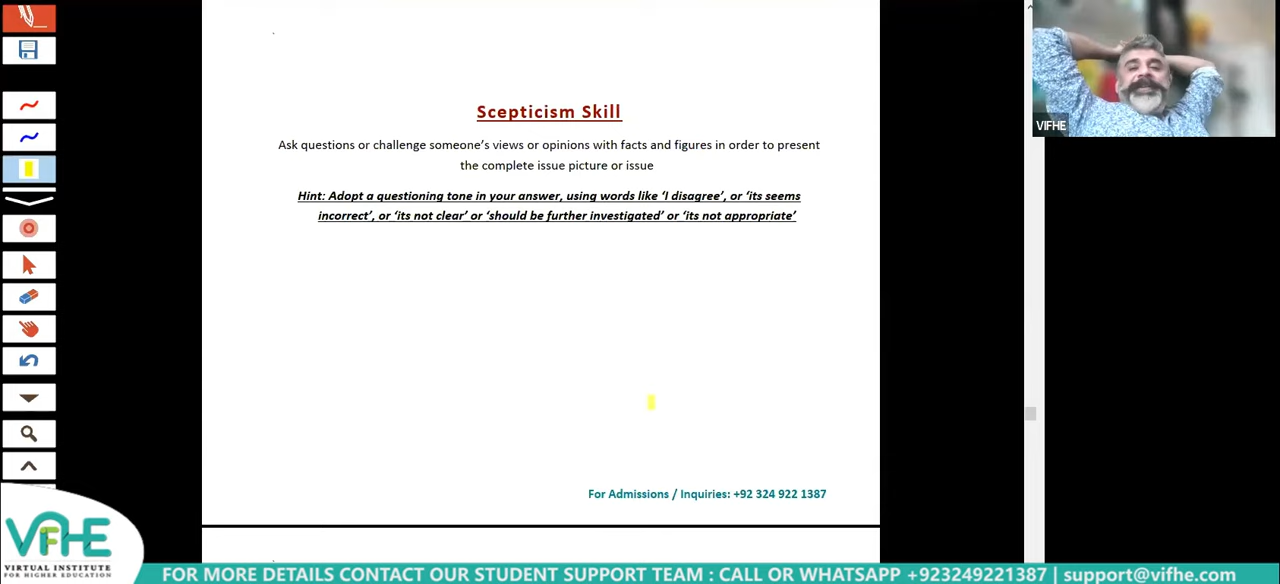 Scepticism Skill
Ask questions or challenge someone’s views or opinions with facts and figures in order to present
the complete issue picture or issue
Hint: Adopt a questioning tone in your answer, using words like ‘I disagree’, or ‘its seems
incorrect’, or ‘its not clear’ or ‘should be further investigated’ or ‘its not appropriate’
For Admissions / Inquiries: +92 324 922 1387
VIFHE
VIFHE
VIRTUAL INSTITUTE
FOR HIGHER EDUCATION
FOR MORE DETAILS CONTACT OUR STUDENT SUPPORT TEAM : CALL OR WHATSAPP +923249221387 | support@vifhe.com